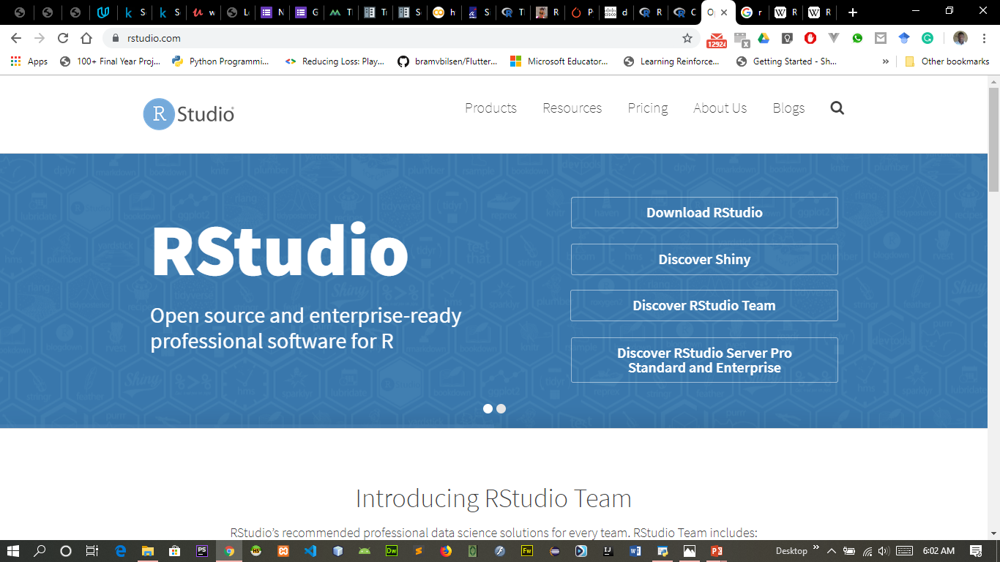 S
S
w
L
N
G
T
T
S
h
S
T
R
P
d
R
C
O
r
R
R
rstudio.com
12924
Apps
100+ Final Year Proj...
Python Programmi...
Reducing Loss: Play...
bramvbilsen/Flutter...
Microsoft Educator...
Learning Reinforce...
Getting Started - Sh...
»
Other bookmarks
R Studio
Products
Resources
Pricing
About Us
Blogs
RStudio
Open source and enterprise-ready
professional software for R
Download RStudio
Discover Shiny
Discover RStudio Team
Discover RStudio Server Pro
Standard and Enterprise
Introducing RStudio Team
RStudio’s recommended professional data science solutions for every team. RStudio Team includes:
Desktop
6:02 AM